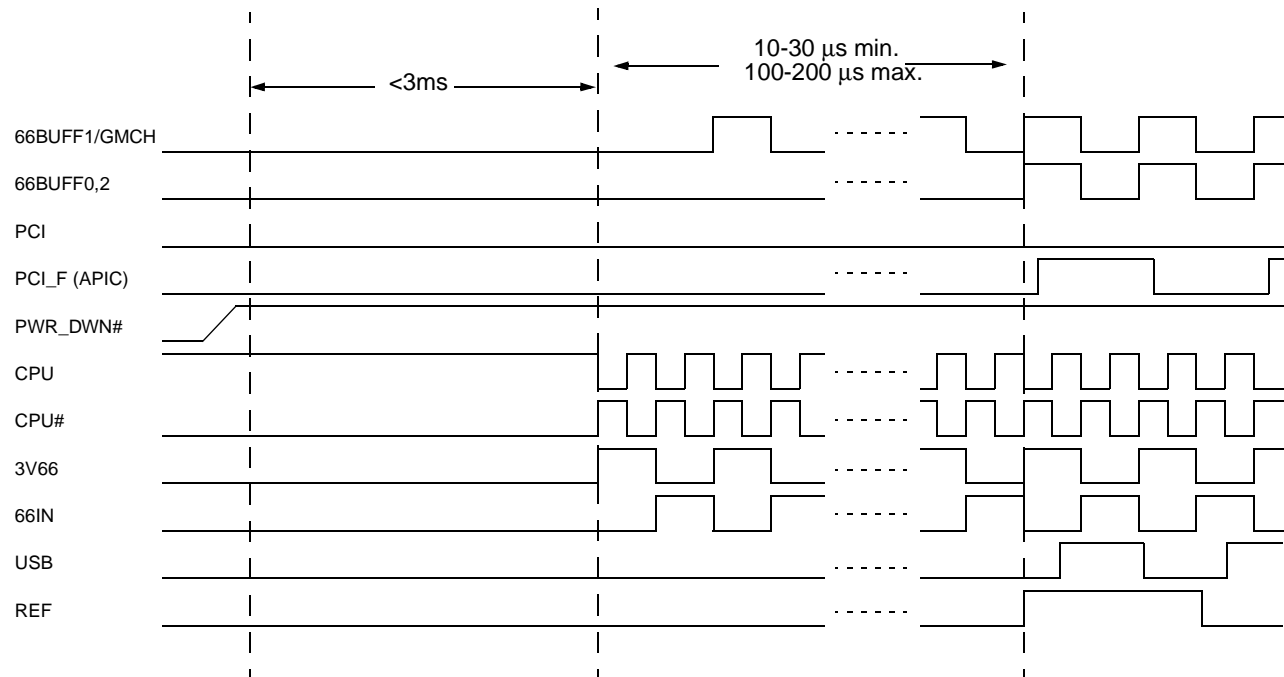 10-30 μs min.
100-200 μs max.
<3ms
66BUFF1/GMCH
66BUFF0,2
PCI
PCI_F (APIC)
PWR_DWN#
CPU
CPU#
3V66
66IN
USB
REF